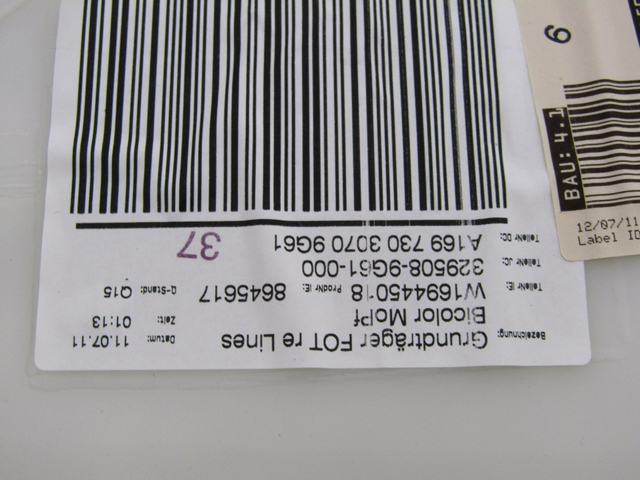 Bezeichnung: Grundträger FOT re Lines
Bicolor MoPf
TeileNr IE: W169445018 ProdNr IE: 8645617
TeileNr JC: 329508-9G61-000
TeileNr DC: A169 730 3070 9G61
Datum: 11.07.11
Zeit: 01:13
Q-Stand: Q15
37
6
BAU: 4.1
12/07/11
Label ID